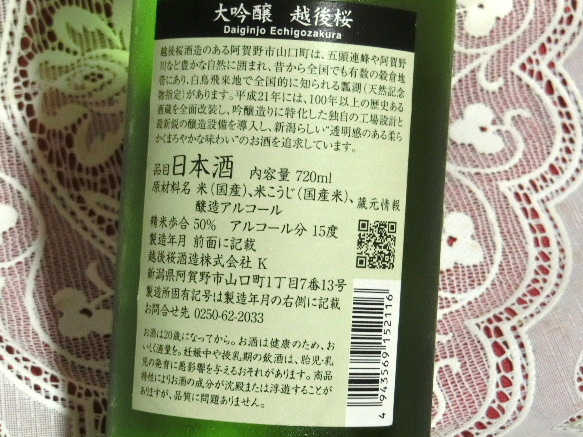 大吟醸 越後桜
Daiginjo Echigozakura
越後桜酒造のある阿賀野市山口町は、五頭連峰や阿賀野
川など豊かな自然に囲まれ、昔から全国でも有数の穀倉地
帯にあり、白鳥飛来地で全国的に知られる瓢湖(天然記念
物指定)があります。平成21年には、100年以上の歴史ある
酒蔵を全面改装し、吟醸造りに特化した独自の工場設計と
最新鋭の醸造設備を導入し、新潟らしい"透明感のある柔ら
かくまろやかな味わい"のお酒を追求しています。
品目 日本酒 内容量 720ml
原材料名 米(国産)、米こうじ(国産米)、
醸造アルコール
蔵元情報
精米歩合 50% アルコール分 15度
製造年月 前面に記載
越後桜酒造株式会社 K
新潟県阿賀野市山口町1丁目7番13号
製造所固有記号は製造年月の右側に記載
お問合せ先 0250-62-2033
お酒は20歳になってから。お酒は健康のため、お
いしく適量を。妊娠中や授乳期の飲酒は、胎児・乳
児の発育に悪影響を与えるおそれがあります。商品
特性によりお酒の成分が沈殿または浮遊することが
ありますが、品質に問題ありません。
4 943569 152116